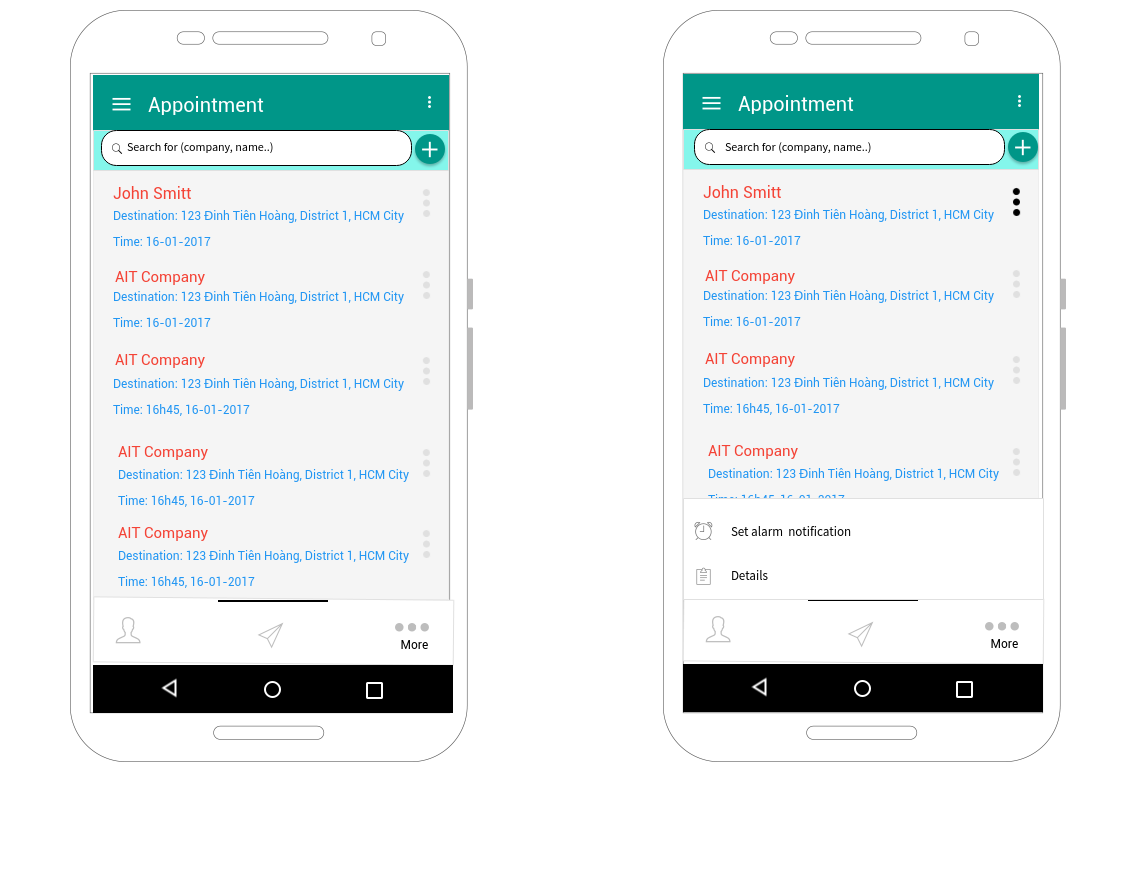 Appointment
Search for (company, name..)
John Smitt
Destination: 123 Đinh Tiên Hoàng, District 1, HCM City
Time: 16-01-2017
AIT Company
Destination: 123 Đinh Tiên Hoàng, District 1, HCM City
Time: 16-01-2017
AIT Company
Destination: 123 Đinh Tiên Hoàng, District 1, HCM City
Time: 16h45, 16-01-2017
AIT Company
Destination: 123 Đinh Tiên Hoàng, District 1, HCM City
Time: 16h45, 16-01-2017
AIT Company
Destination: 123 Đinh Tiên Hoàng, District 1, HCM City
Time: 16h45, 16-01-2017
More
Appointment
Search for (company, name..)
John Smitt
Destination: 123 Đinh Tiên Hoàng, District 1, HCM City
Time: 16-01-2017
AIT Company
Destination: 123 Đinh Tiên Hoàng, District 1, HCM City
Time: 16-01-2017
AIT Company
Destination: 123 Đinh Tiên Hoàng, District 1, HCM City
Time: 16h45, 16-01-2017
AIT Company
Destination: 123 Đinh Tiên Hoàng, District 1, HCM City
Time: 16h45, 16-01-2017
Set alarm notification
Details
More